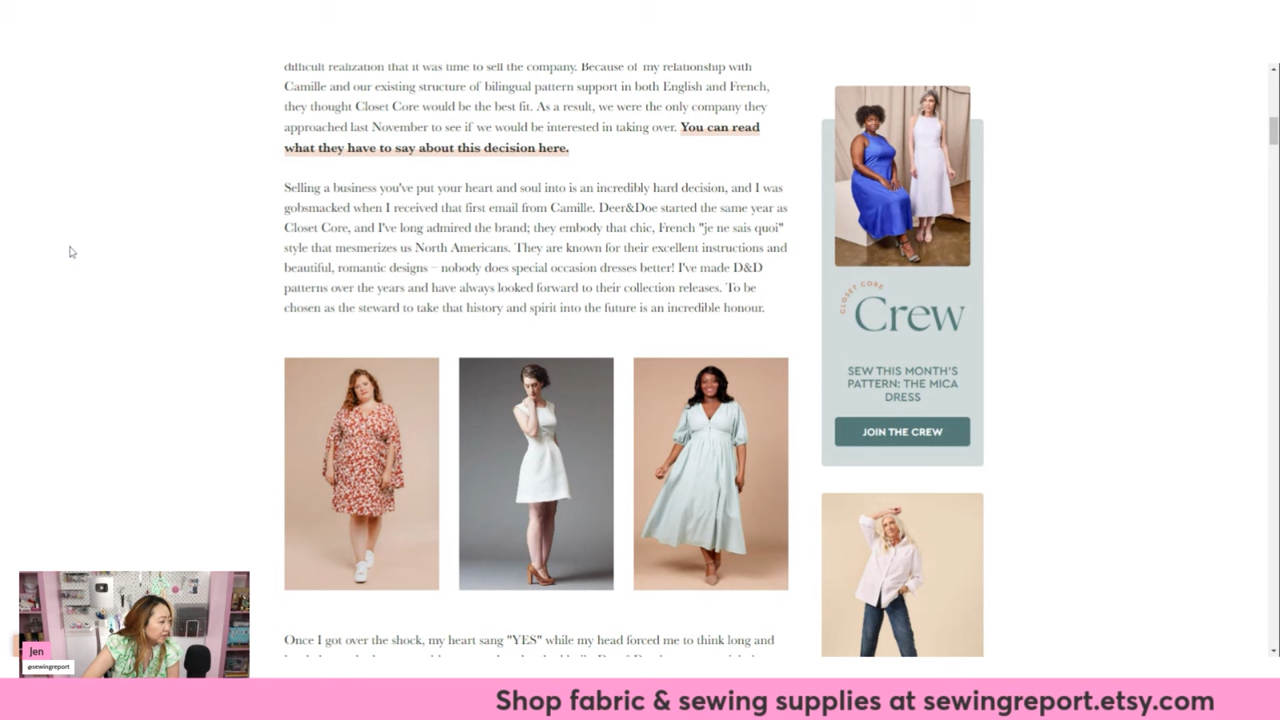 difficult realization that it was time to sell the company. Because of my relationship with
Camille and our existing structure of bilingual pattern support in both English and French,
they thought Closet Core would be the best fit. As a result, we were the only company they
approached last November to see if we would be interested in taking over. You can read
what they have to say about this decision here.
Selling a business you've put your heart and soul into is an incredibly hard decision, and I was
gobsmacked when I received that first email from Camille. Deer&Doe started the same year as
Closet Core, and I've long admired the brand; they embody that chic, French "je ne sais quoi"
style that mesmerizes us North Americans. They are known for their excellent instructions and
beautiful, romantic designs – nobody does special occasion dresses better! I've made D&D
patterns over the years and have always looked forward to their collection releases. To be
chosen as the steward to take that history and spirit into the future is an incredible honour.
Once I got over the shock, my heart sang "YES" while my head forced me to think long and
CLOSET CORE
Crew
SEW THIS MONTH'S
PATTERN: THE MICA
DRESS
JOIN THE CREW
Jen
@sewingreport
Shop fabric & sewing supplies at sewingreport.etsy.com